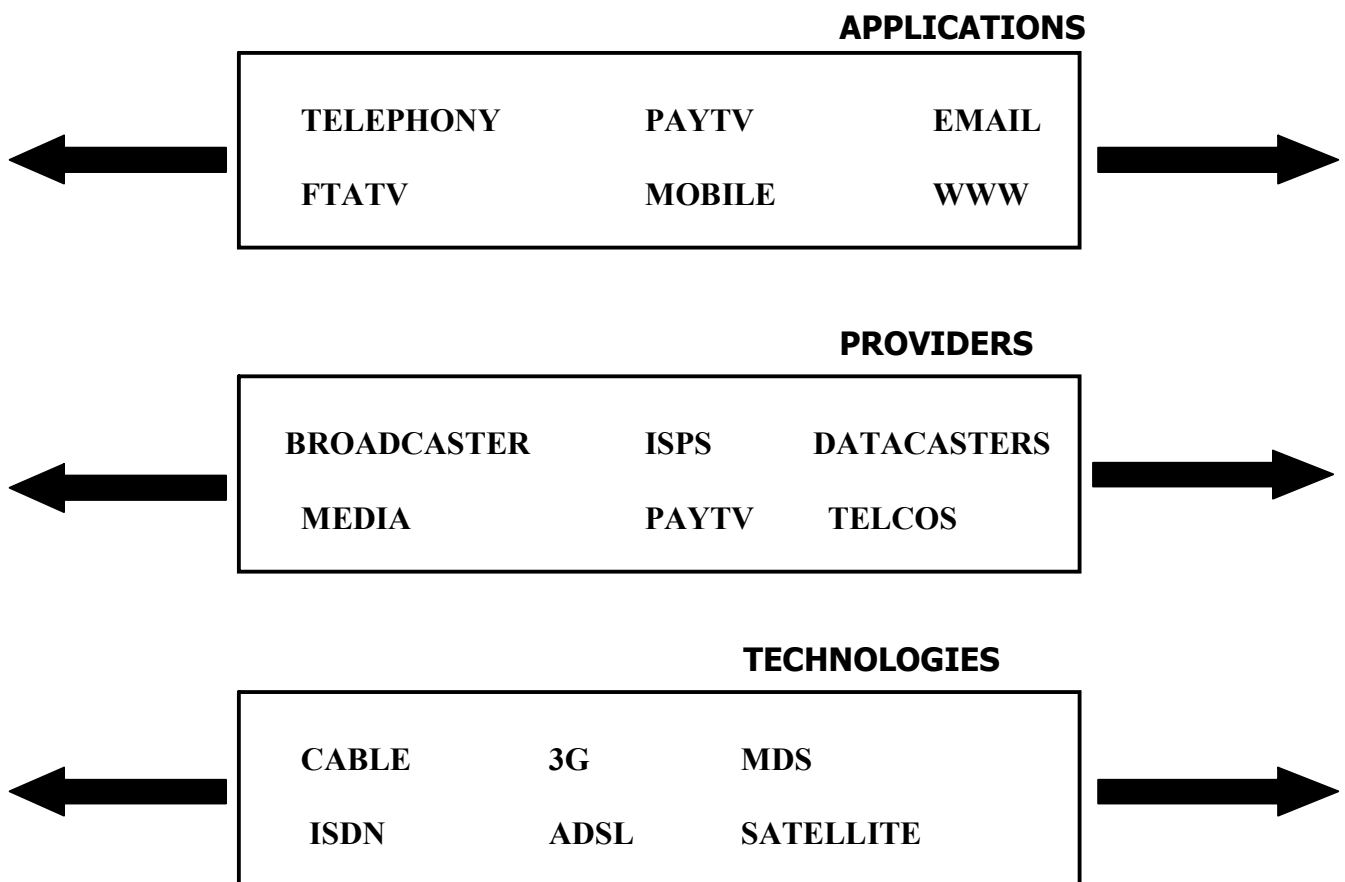 APPLICATIONS
TELEPHONY PAYTV EMAIL
FTATV MOBILE WWW
PROVIDERS
BROADCASTER ISPS DATACASTERS
MEDIA PAYTV TELCOS
TECHNOLOGIES
CABLE 3G MDS
ISDN ADSL SATELLITE